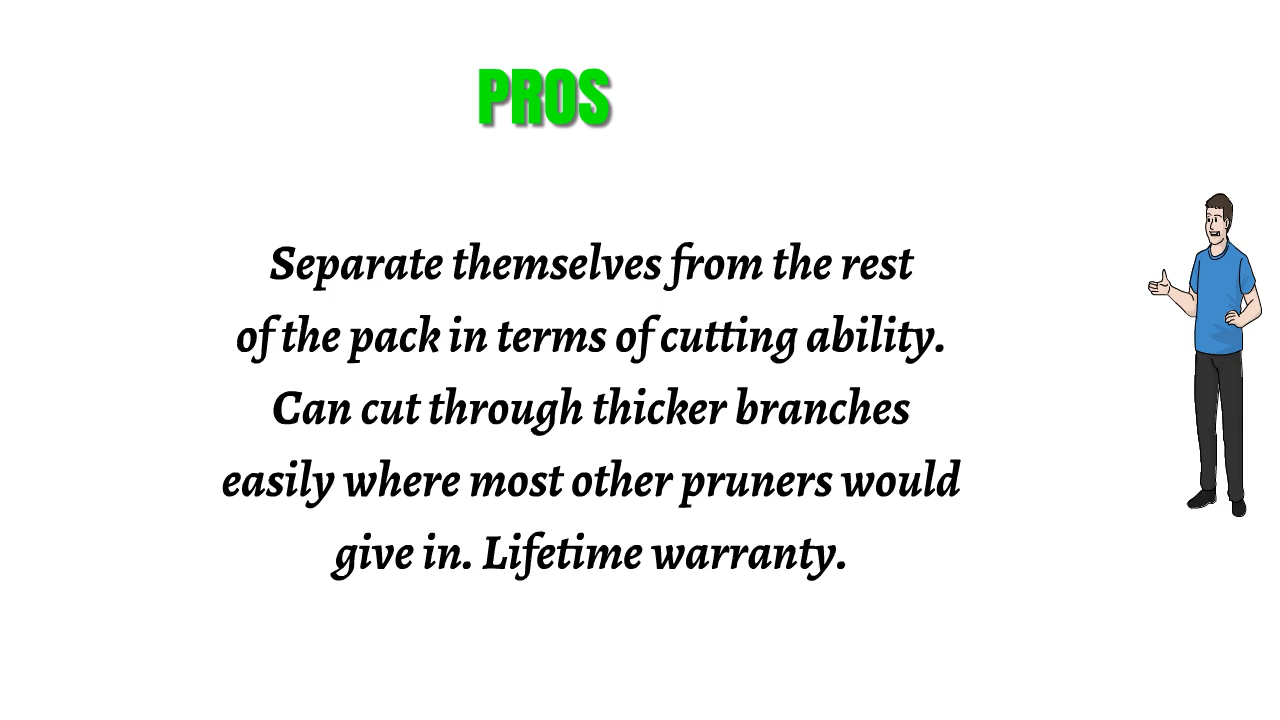 PROS
Separate themselves from the rest
of the pack in terms of cutting ability.
Can cut through thicker branches
easily where most other pruners would
give in. Lifetime warranty.